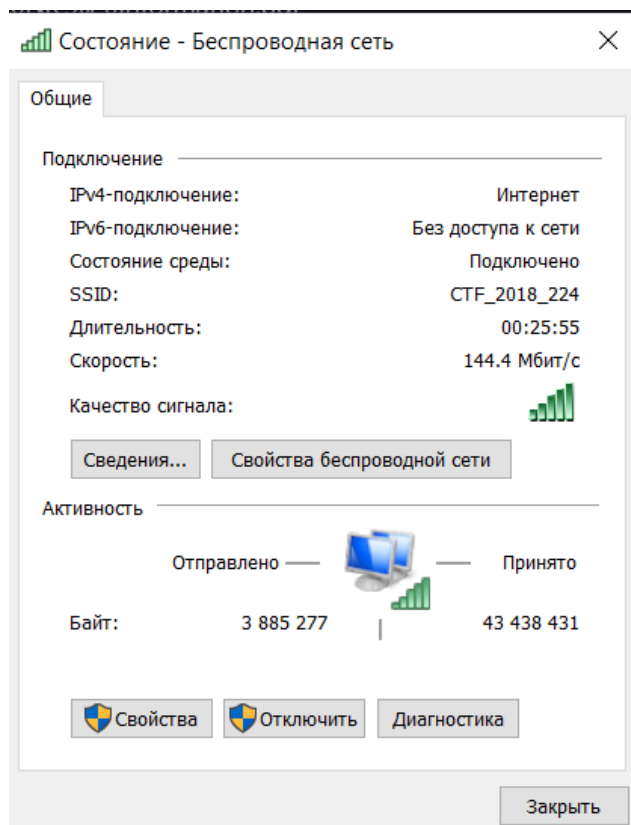 Состояние - Беспроводная сеть
Общие
Подключение
IPv4-подключение: Интернет
IPv6-подключение: Без доступа к сети
Состояние среды: Подключено
SSID: CTF_2018_224
Длительность: 00:25:55
Скорость: 144.4 Мбит/с
Качество сигнала:
Сведения... Свойства беспроводной сети
Активность
Отправлено Принято
Байт: 3 885 277 43 438 431
Свойства Отключить Диагностика
Закрыть